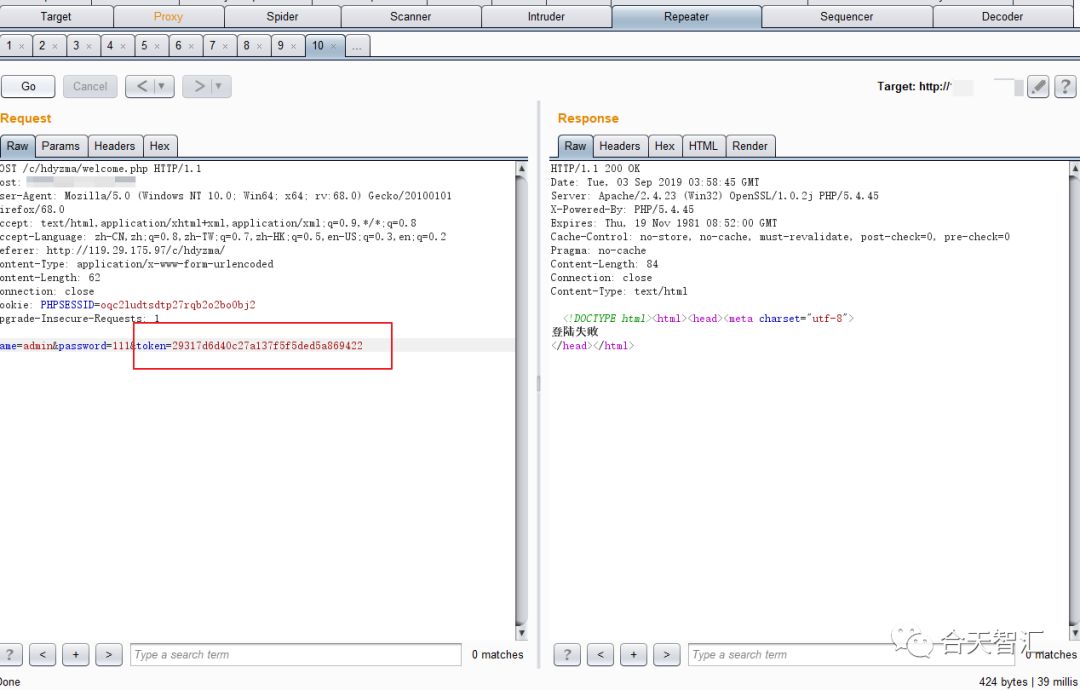 Target Proxy Spider Scanner Intruder Repeater Sequencer Decoder
1 × 2 × 3 × 4 × 5 × 6 × 7 × 8 × 9 × 10 × ...
Go Cancel < ▼ > ▼ Target: http://
Request
Raw Params Headers Hex
OST /c/hdyzma/welcome.php HTTP/1.1
ost:
ser-Agent: Mozilla/5.0 (Windows NT 10.0; Win64; x64; rv:68.0) Gecko/20100101
irefox/68.0
ccept: text/html,application/xhtml+xml,application/xml;q=0.9,*/*;q=0.8
ccept-Language: zh-CN,zh;q=0.8,zh-TW;q=0.7,zh-HK;q=0.5,en-US;q=0.3,en;q=0.2
eferer: http://119.29.175.97/c/hdyzma/
ontent-Type: application/x-www-form-urlencoded
ontent-Length: 62
onnection: close
ookie: PHPSESSID=oqc2ludtsdtp27rqb2o2bo0bj2
pgrade-Insecure-Requests: 1
ame=admin&password=111&token=29317d6d40c27a137f5f5ded5a869422
? < + > Type a search term 0 matches
Response
Raw Headers Hex HTML Render
HTTP/1.1 200 OK
Date: Tue, 03 Sep 2019 03:58:45 GMT
Server: Apache/2.4.23 (Win32) OpenSSL/1.0.2j PHP/5.4.45
X-Powered-By: PHP/5.4.45
Expires: Thu, 19 Nov 1981 08:52:00 GMT
Cache-Control: no-store, no-cache, must-revalidate, post-check=0, pre-check=0
Pragma: no-cache
Content-Length: 84
Connection: close
Content-Type: text/html
<!DOCTYPE html><html><head><meta charset="utf-8">
登陆失败
</head></html>
? < + > Type a search term 0 matches
合天智汇
Done
424 bytes | 39 millis